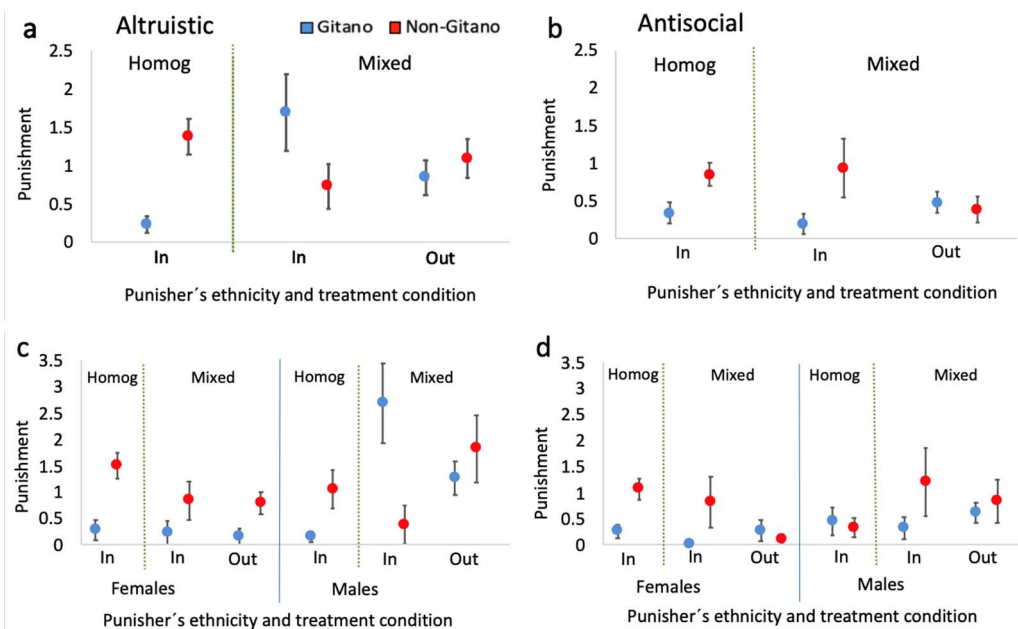 a Altruistic Gitano Non-Gitano
Homog Mixed
2.5
2
1.5
1
0.5
0
Punishment
In In Out
Punisher´s ethnicity and treatment condition
b Antisocial
Homog Mixed
2.5
2
1.5
1
0.5
0
Punishment
In In Out
Punisher´s ethnicity and treatment condition
c
Homog Mixed Homog Mixed
3.5
3
2.5
2
1.5
1
0.5
0
Punishment
In In Out In In Out
Females Males
Punisher´s ethnicity and treatment condition
d
Homog Mixed Homog Mixed
3.5
3
2.5
2
1.5
1
0.5
0
Punishment
In In Out In In Out
Females Males
Punisher´s ethnicity and treatment condition